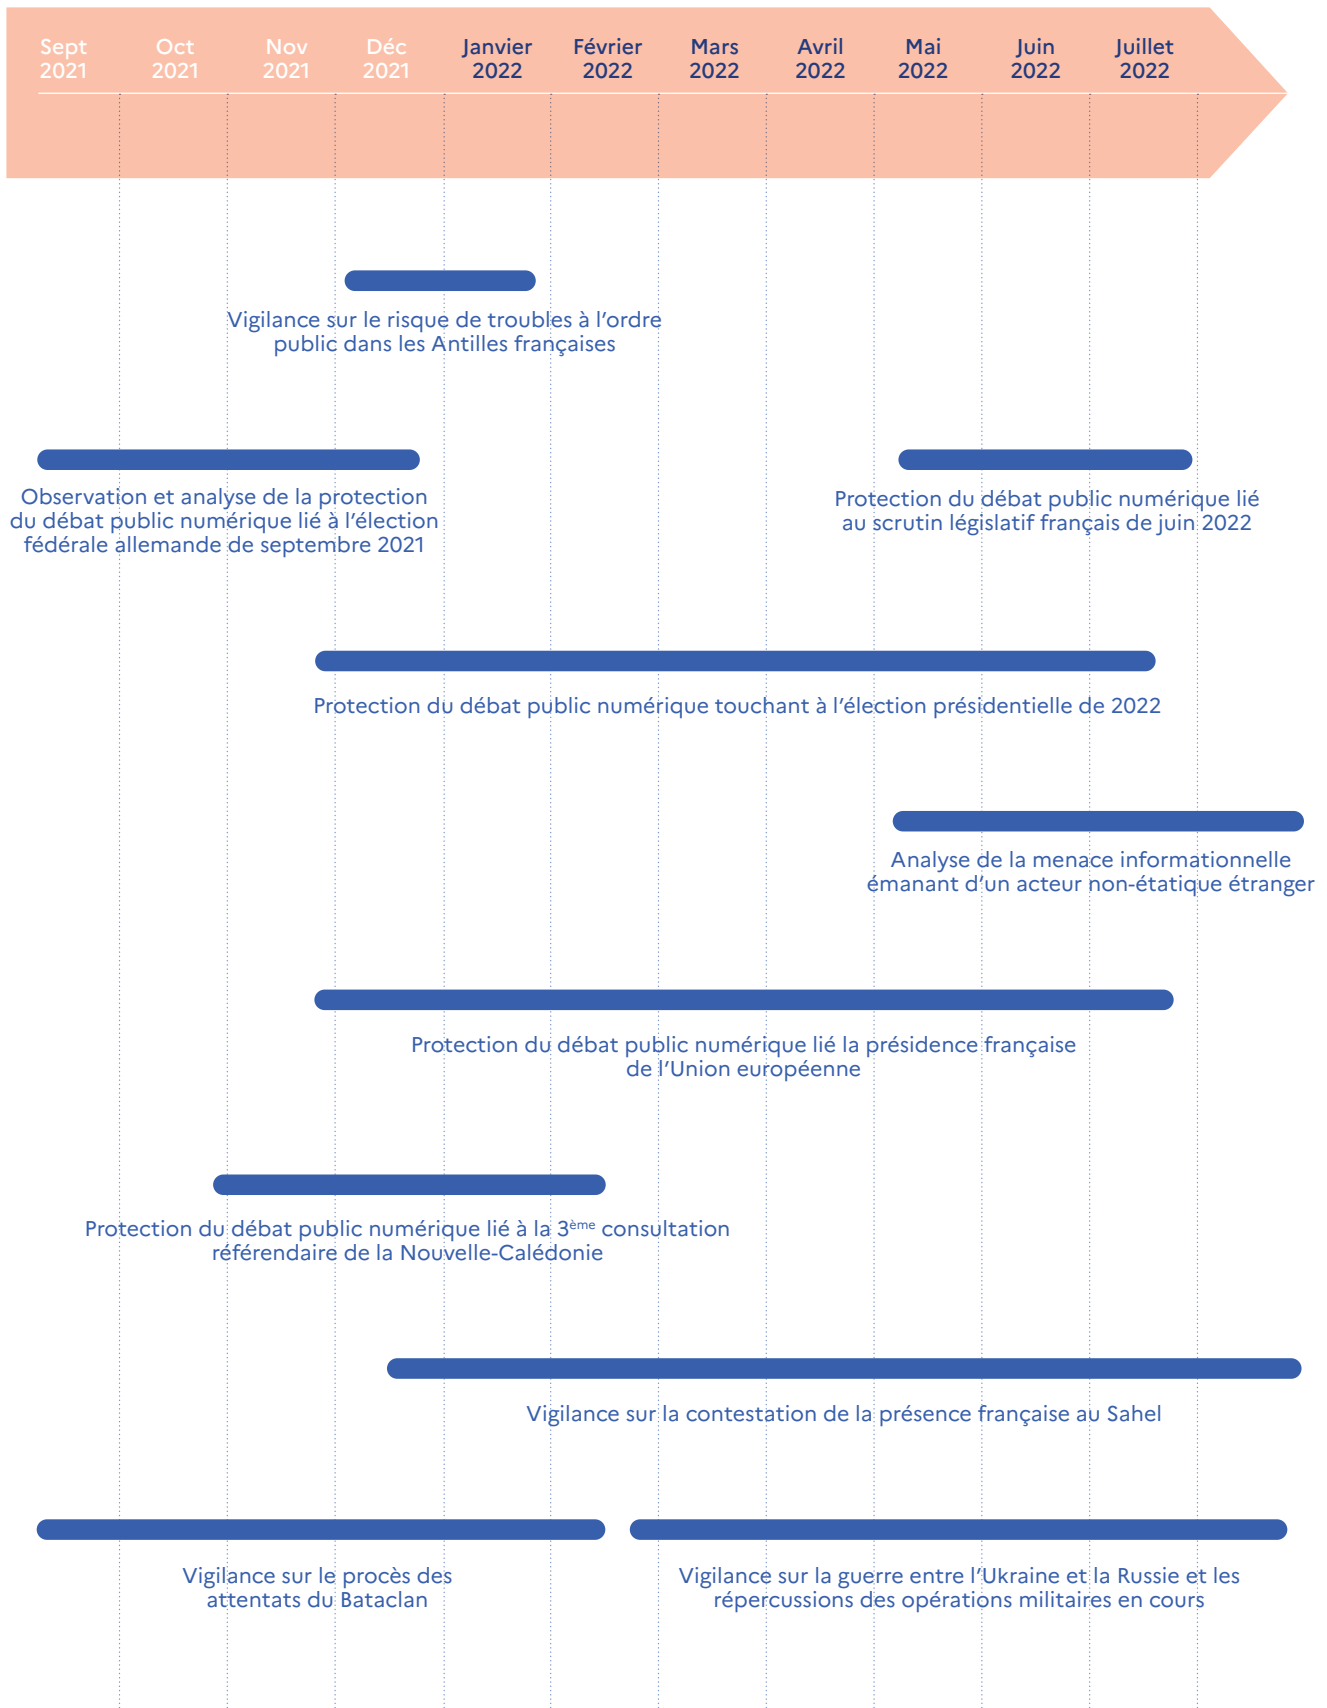 Sept
2021
Oct
2021
Nov
2021
Déc
2021
Janvier
2022
Février
2022
Mars
2022
Avril
2022
Mai
2022
Juin
2022
Juillet
2022
Vigilance sur le risque de troubles à l’ordre
public dans les Antilles françaises
Observation et analyse de la protection
du débat public numérique lié à l’élection
fédérale allemande de septembre 2021
Protection du débat public numérique lié
au scrutin législatif français de juin 2022
Protection du débat public numérique touchant à l’élection présidentielle de 2022
Analyse de la menace informationnelle
émanant d’un acteur non-étatique étranger
Protection du débat public numérique lié la présidence française
de l’Union européenne
Protection du débat public numérique lié à la 3ème consultation
référendaire de la Nouvelle-Calédonie
Vigilance sur la contestation de la présence française au Sahel
Vigilance sur le procès des
attentats du Bataclan
Vigilance sur la guerre entre l’Ukraine et la Russie et les
répercussions des opérations militaires en cours